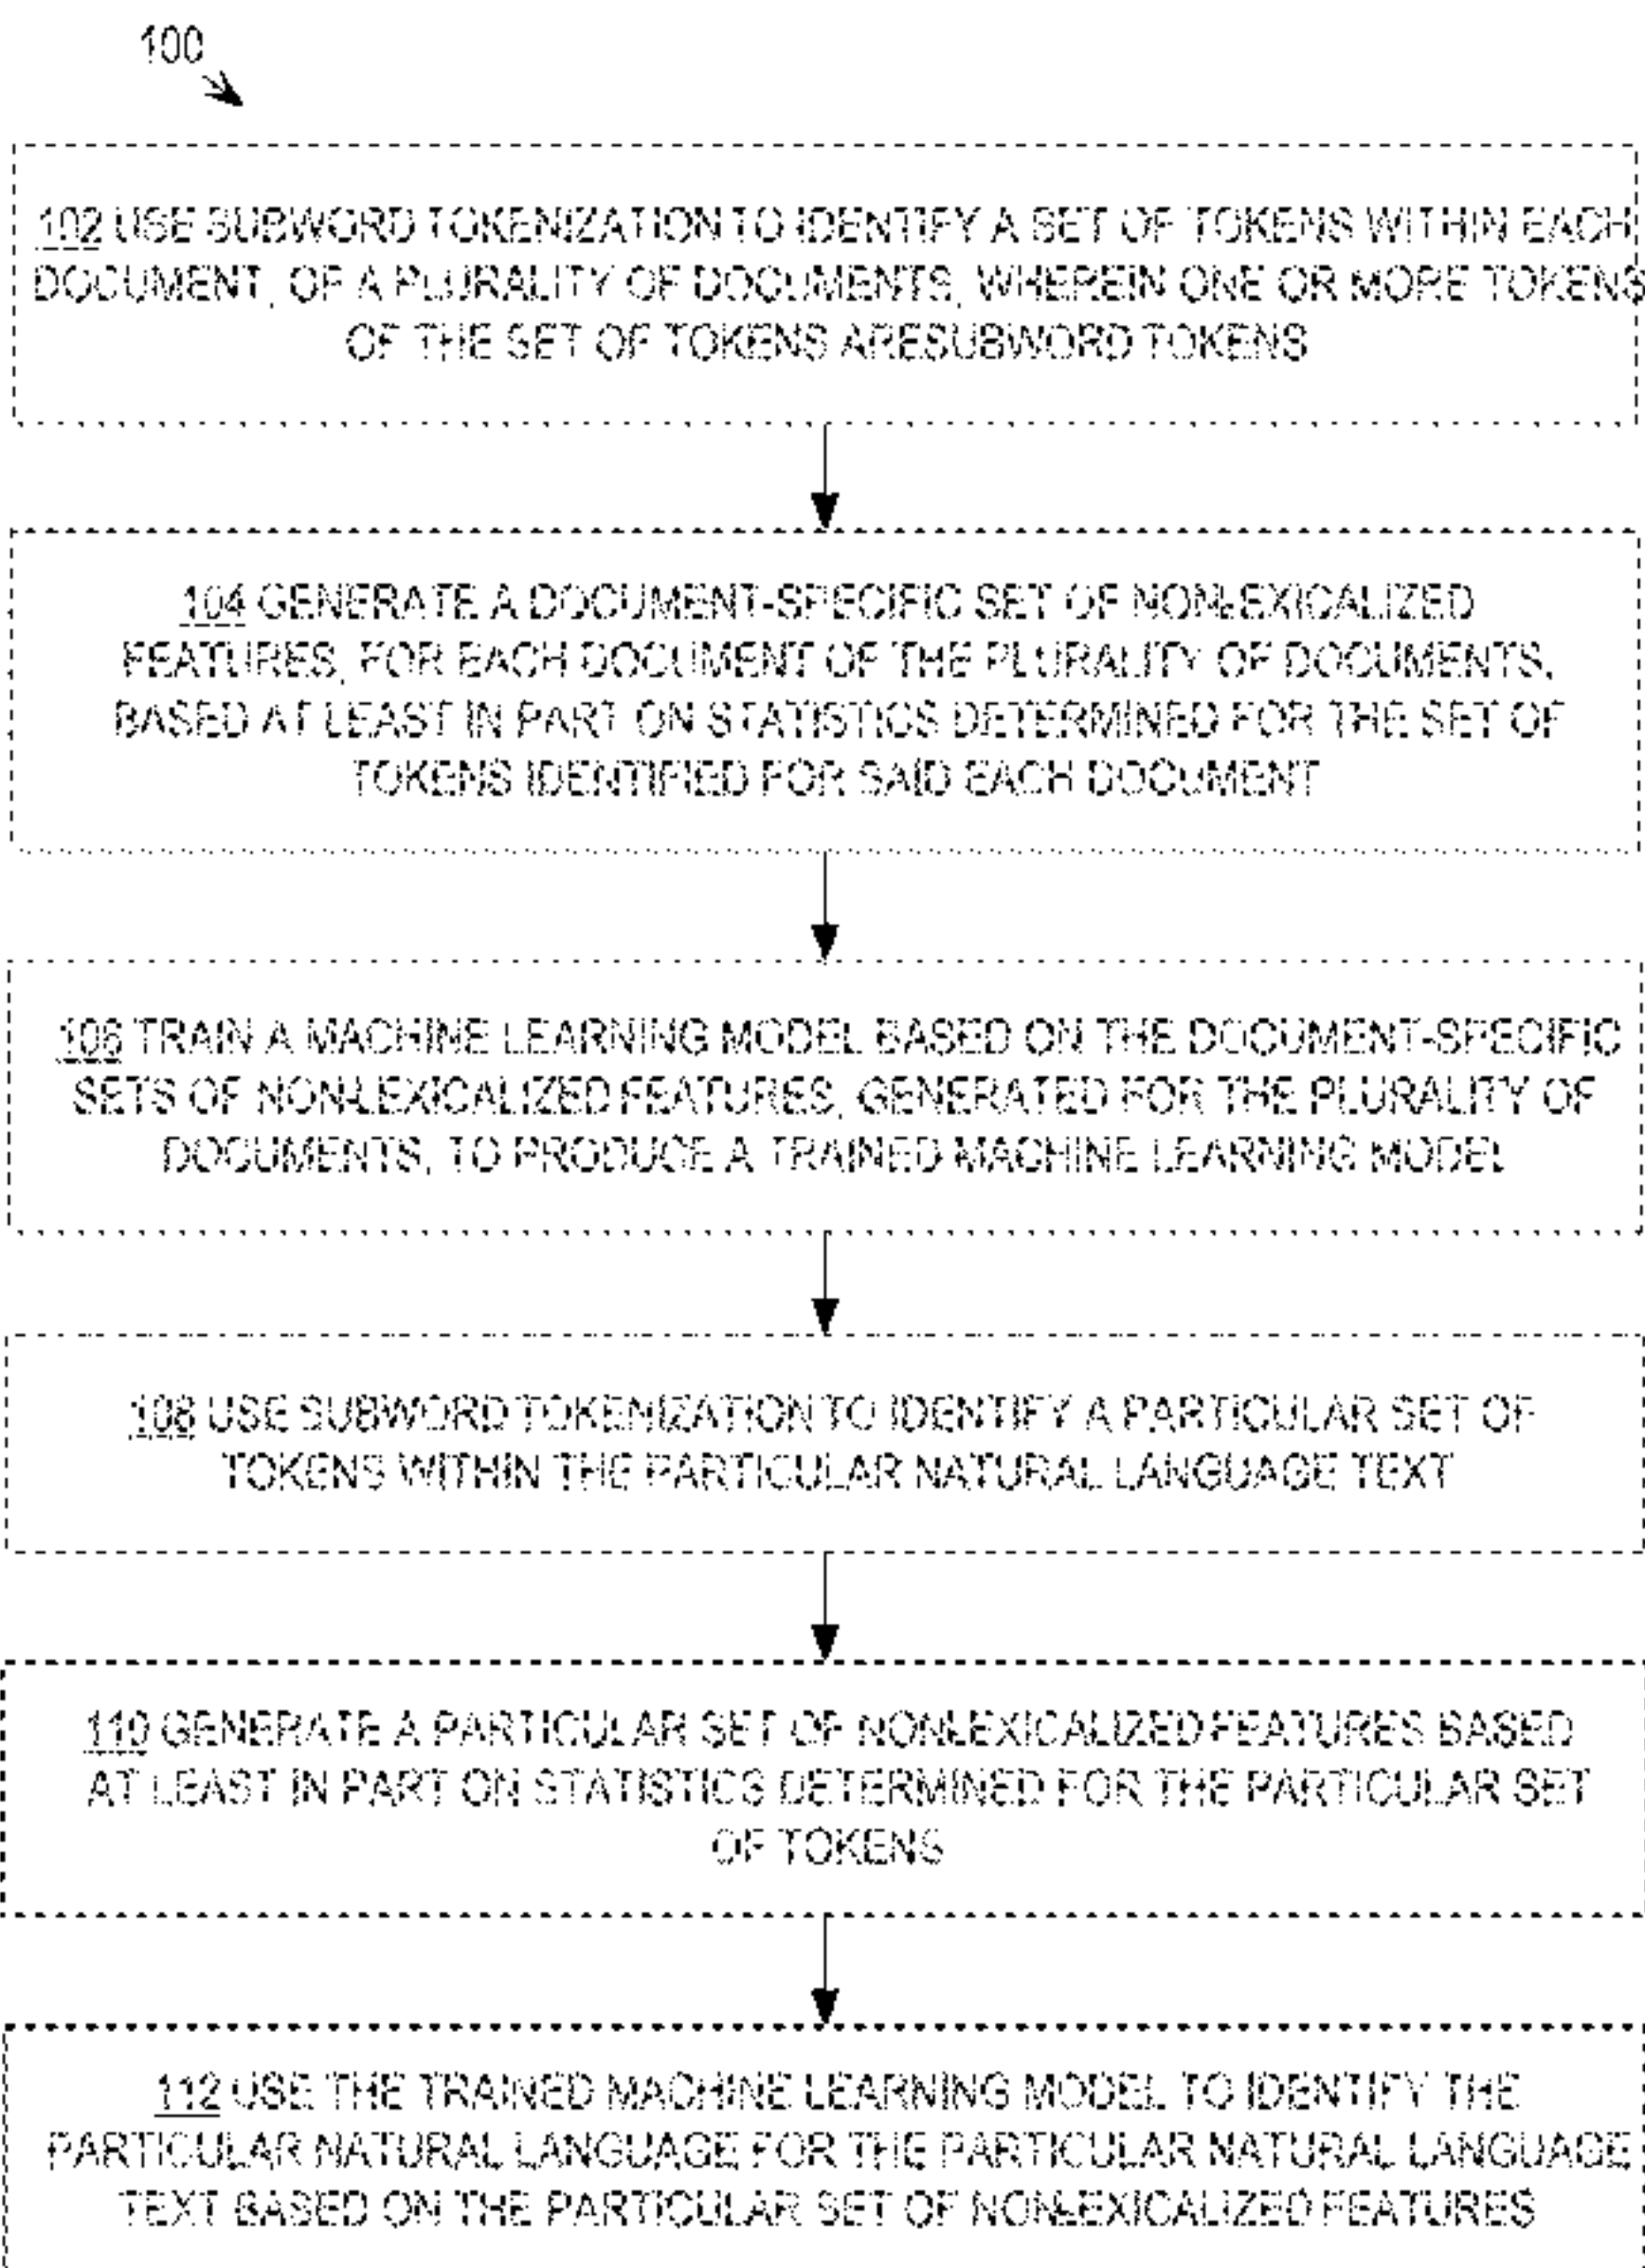 100
102 USE SUBWORD TOKENIZATION TO IDENTIFY A SET OF TOKENS WITHIN EACH
DOCUMENT, OF A PLURALITY OF DOCUMENTS, WHEREIN ONE OR MORE TOKENS
OF THE SET OF TOKENS ARESUBWORD TOKENS
104 GENERATE A DOCUMENT-SPECIFIC SET OF NON-LEXICALIZED
FEATURES, FOR EACH DOCUMENT OF THE PLURALITY OF DOCUMENTS,
BASED AT LEAST IN PART ON STATISTICS DETERMINED FOR THE SET OF
TOKENS IDENTIFIED FOR SAID EACH DOCUMENT
106 TRAIN A MACHINE LEARNING MODEL BASED ON THE DOCUMENT-SPECIFIC
SETS OF NON-LEXICALIZED FEATURES, GENERATED FOR THE PLURALITY OF
DOCUMENTS, TO PRODUCE A TRAINED MACHINE LEARNING MODEL
108 USE SUBWORD TOKENIZATION TO IDENTIFY A PARTICULAR SET OF
TOKENS WITHIN THE PARTICULAR NATURAL LANGUAGE TEXT
110 GENERATE A PARTICULAR SET OF NON-LEXICALIZED FEATURES BASED
AT LEAST IN PART ON STATISTICS DETERMINED FOR THE PARTICULAR SET
OF TOKENS
112 USE THE TRAINED MACHINE LEARNING MODEL TO IDENTIFY THE
PARTICULAR NATURAL LANGUAGE FOR THE PARTICULAR NATURAL LANGUAGE
TEXT BASED ON THE PARTICULAR SET OF NON-LEXICALIZED FEATURES